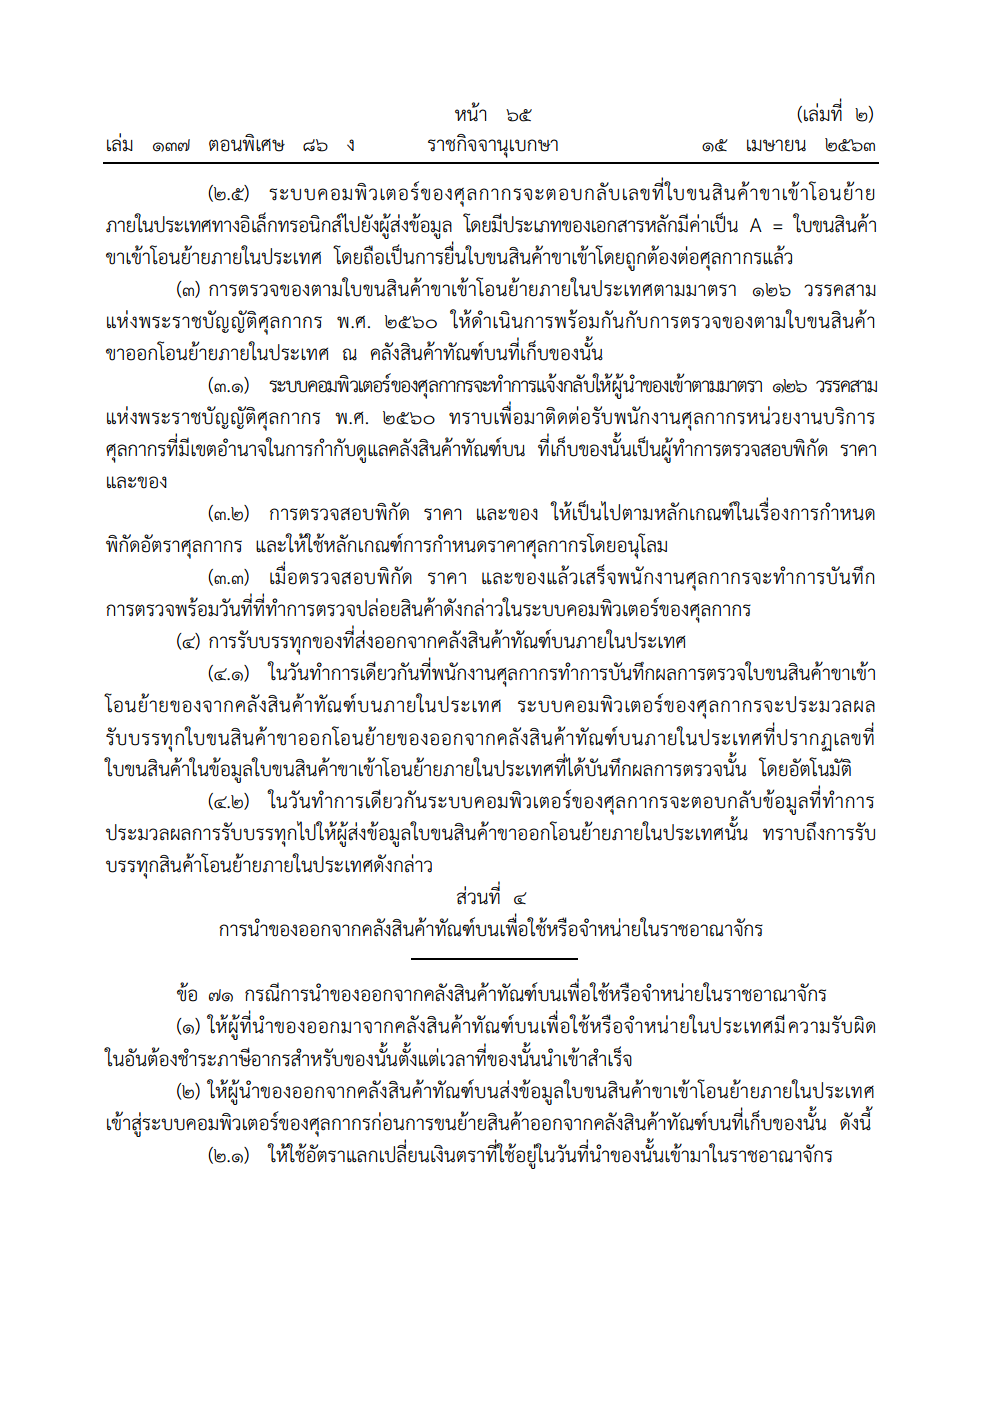 หน้า ๖๕ (เล่มที่ ๒)
เล่ม ๑๓๗ ตอนพิเศษ ๘๖ ง ราชกิจจานุเบกษา ๑๕ เมษายน ๒๕๖๓
(๒.๕) ระบบคอมพิวเตอร์ของศุลกากรจะตอบกลับเลขที่ใบขนสินค้าขาเข้าโอนย้าย
ภายในประเทศทางอิเล็กทรอนิกส์ไปยังผู้ส่งข้อมูล โดยมีประเภทของเอกสารหลักมีค่าเป็น A = ใบขนสินค้า
ขาเข้าโอนย้ายภายในประเทศ โดยถือเป็นการยื่นใบขนสินค้าขาเข้าโดยถูกต้องต่อศุลกากรแล้ว
(๓) การตรวจของตามใบขนสินค้าขาเข้าโอนย้ายภายในประเทศตามมาตรา ๑๒๖ วรรคสาม
แห่งพระราชบัญญัติศุลกากร พ.ศ. ๒๕๖๐ ให้ดำเนินการพร้อมกันกับการตรวจของตามใบขนสินค้า
ขาออกโอนย้ายภายในประเทศ ณ คลังสินค้าทัณฑ์บนที่เก็บของนั้น
(๓.๑) ระบบคอมพิวเตอร์ของศุลกากรจะทำการแจ้งกลับให้ผู้นำของเข้าตามมาตรา ๑๒๖ วรรคสาม
แห่งพระราชบัญญัติศุลกากร พ.ศ. ๒๕๖๐ ทราบเพื่อมาติดต่อรับพนักงานศุลกากรหน่วยงานบริการ
ศุลกากรที่มีเขตอำนาจในการกำกับดูแลคลังสินค้าทัณฑ์บน ที่เก็บของนั้นเป็นผู้ทำการตรวจสอบพิกัด ราคา
และของ
(๓.๒) การตรวจสอบพิกัด ราคา และของ ให้เป็นไปตามหลักเกณฑ์ในเรื่องการกำหนด
พิกัดอัตราศุลกากร และให้ใช้หลักเกณฑ์การกำหนดราคาศุลกากรโดยอนุโลม
(๓.๓) เมื่อตรวจสอบพิกัด ราคา และของแล้วเสร็จพนักงานศุลกากรจะทำการบันทึก
การตรวจพร้อมวันที่ที่ทำการตรวจปล่อยสินค้าดังกล่าวในระบบคอมพิวเตอร์ของศุลกากร
(๔) การรับบรรทุกของที่ส่งออกจากคลังสินค้าทัณฑ์บนภายในประเทศ
(๔.๑) ในวันทำการเดียวกันที่พนักงานศุลกากรทำการบันทึกผลการตรวจใบขนสินค้าขาเข้า
โอนย้ายของจากคลังสินค้าทัณฑ์บนภายในประเทศ ระบบคอมพิวเตอร์ของศุลกากรจะประมวลผล
รับบรรทุกใบขนสินค้าขาออกโอนย้ายของออกจากคลังสินค้าทัณฑ์บนภายในประเทศที่ปรากฏเลขที่
ใบขนสินค้าในข้อมูลใบขนสินค้าขาเข้าโอนย้ายภายในประเทศที่ได้บันทึกผลการตรวจนั้น โดยอัตโนมัติ
(๔.๒) ในวันทำการเดียวกันระบบคอมพิวเตอร์ของศุลกากรจะตอบกลับข้อมูลที่ทำการ
ประมวลผลการรับบรรทุกไปให้ผู้ส่งข้อมูลใบขนสินค้าขาออกโอนย้ายภายในประเทศนั้น ทราบถึงการรับ
บรรทุกสินค้าโอนย้ายภายในประเทศดังกล่าว
ส่วนที่ ๔
การนำของออกจากคลังสินค้าทัณฑ์บนเพื่อใช้หรือจำหน่ายในราชอาณาจักร
ข้อ ๗๑ กรณีการนำของออกจากคลังสินค้าทัณฑ์บนเพื่อใช้หรือจำหน่ายในราชอาณาจักร
(๑) ให้ผู้ที่นำของออกมาจากคลังสินค้าทัณฑ์บนเพื่อใช้หรือจำหน่ายในประเทศมีความรับผิด
ในอันต้องชำระภาษีอากรสำหรับของนั้นตั้งแต่เวลาที่ของนั้นนำเข้าสำเร็จ
(๒) ให้ผู้นำของออกจากคลังสินค้าทัณฑ์บนส่งข้อมูลใบขนสินค้าขาเข้าโอนย้ายภายในประเทศ
เข้าสู่ระบบคอมพิวเตอร์ของศุลกากรก่อนการขนย้ายสินค้าออกจากคลังสินค้าทัณฑ์บนที่เก็บของนั้น ดังนี้
(๒.๑) ให้ใช้อัตราแลกเปลี่ยนเงินตราที่ใช้อยู่ในวันที่นำของนั้นเข้ามาในราชอาณาจักร